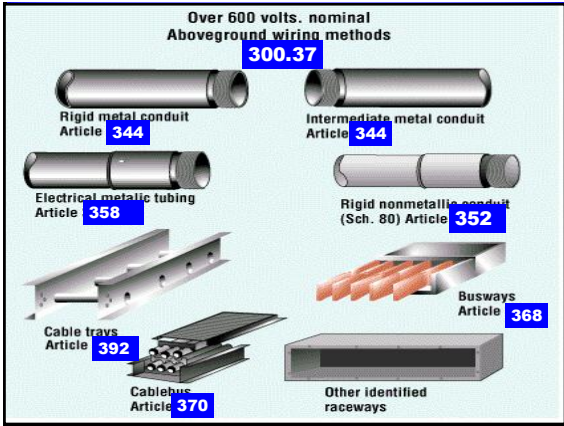 Over 600 volts. nominal
Aboveground wiring methods
300.37
Rigid metal conduit
Article 344
Intermediate metal conduit
Article 344
Electrical metalic tubing
Article 358
Rigid nonmetallic conduit
(Sch. 80) Article 352
Cable trays
Article 392
Busways
Article 368
Cablebus
Article 370
Other identified
raceways